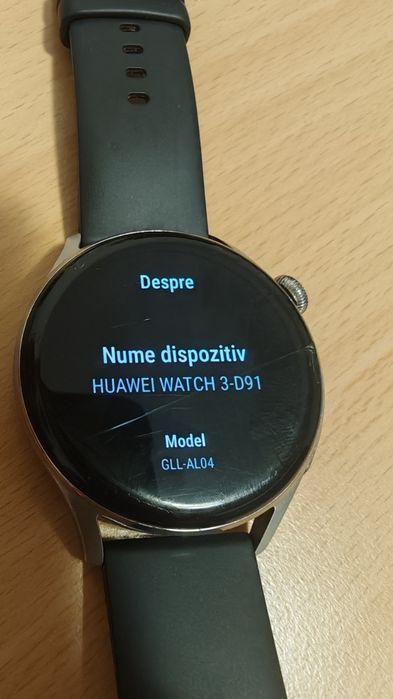 Despre
Nume dispozitiv
HUAWEI WATCH 3-D91
Model
GLL-AL04